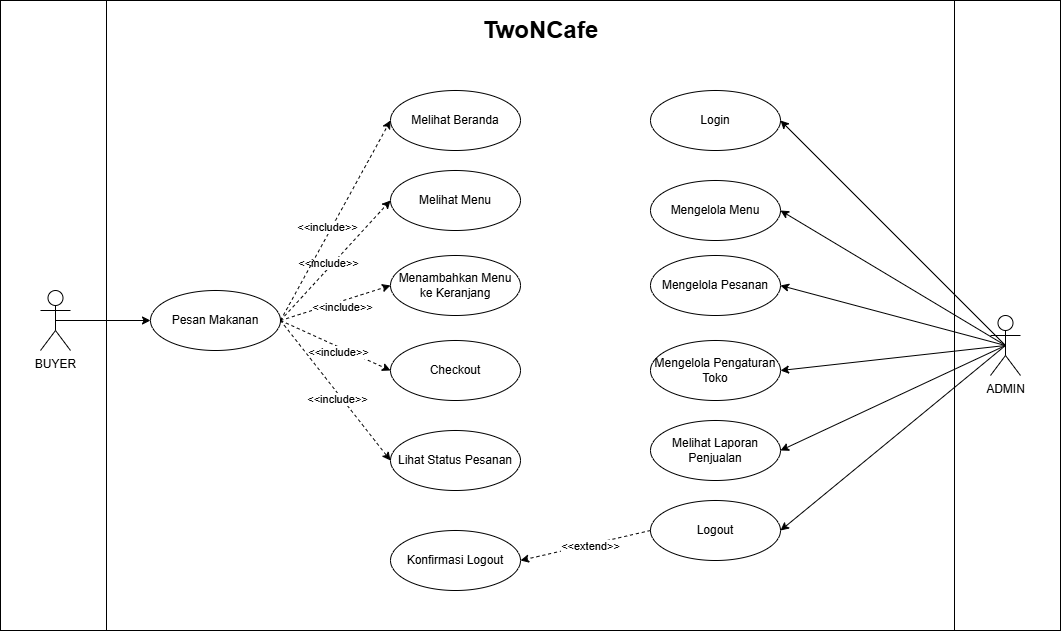 TwoNCafe
Melihat Beranda
Login
Melihat Menu
Mengelola Menu
<<include>>
<<include>>
Menambahkan Menu
ke Keranjang
Mengelola Pesanan
<<include>>
Pesan Makanan
BUYER
<<include>>
Checkout
Mengelola Pengaturan
Toko
ADMIN
<<include>>
Lihat Status Pesanan
Melihat Laporan
Penjualan
Logout
<<extend>>
Konfirmasi Logout